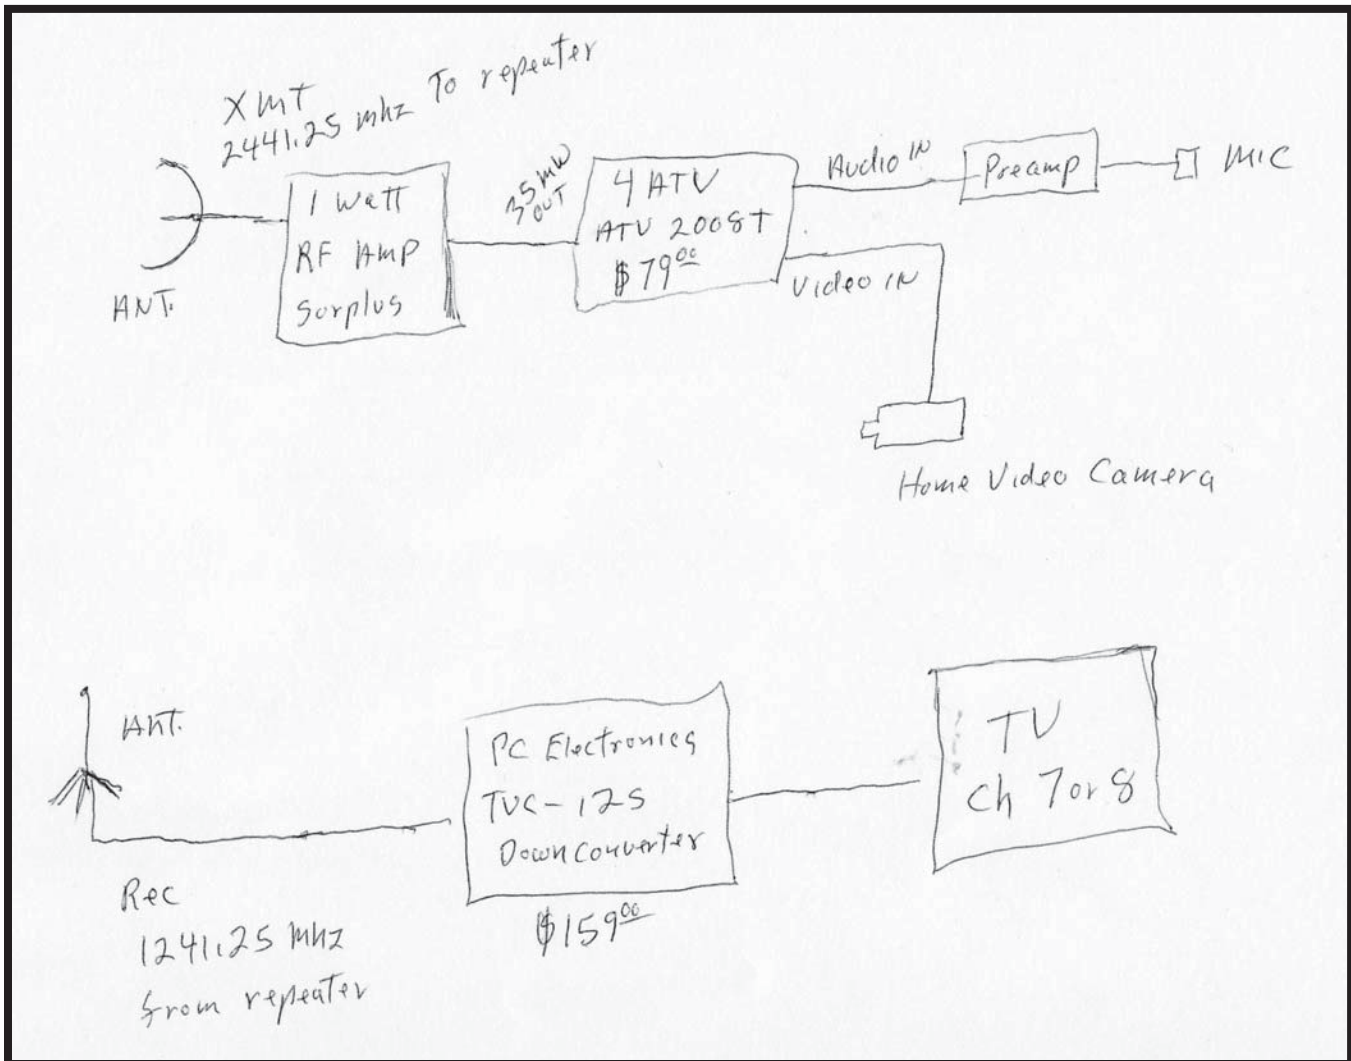 Xmt
2441.25 mhz To repeater
ANT.
1 Watt
RF Amp
Surplus
35 mW
OUT
4 ATV
ATV 2008T
$79.00
Audio IN
Video IN
Preamp
MIC
Home Video Camera
Ant.
Rec
1241.25 mhz
from repeater
PC Electronics
TVC-12S
Downconverter
$159.00
TV
Ch 7 or 8